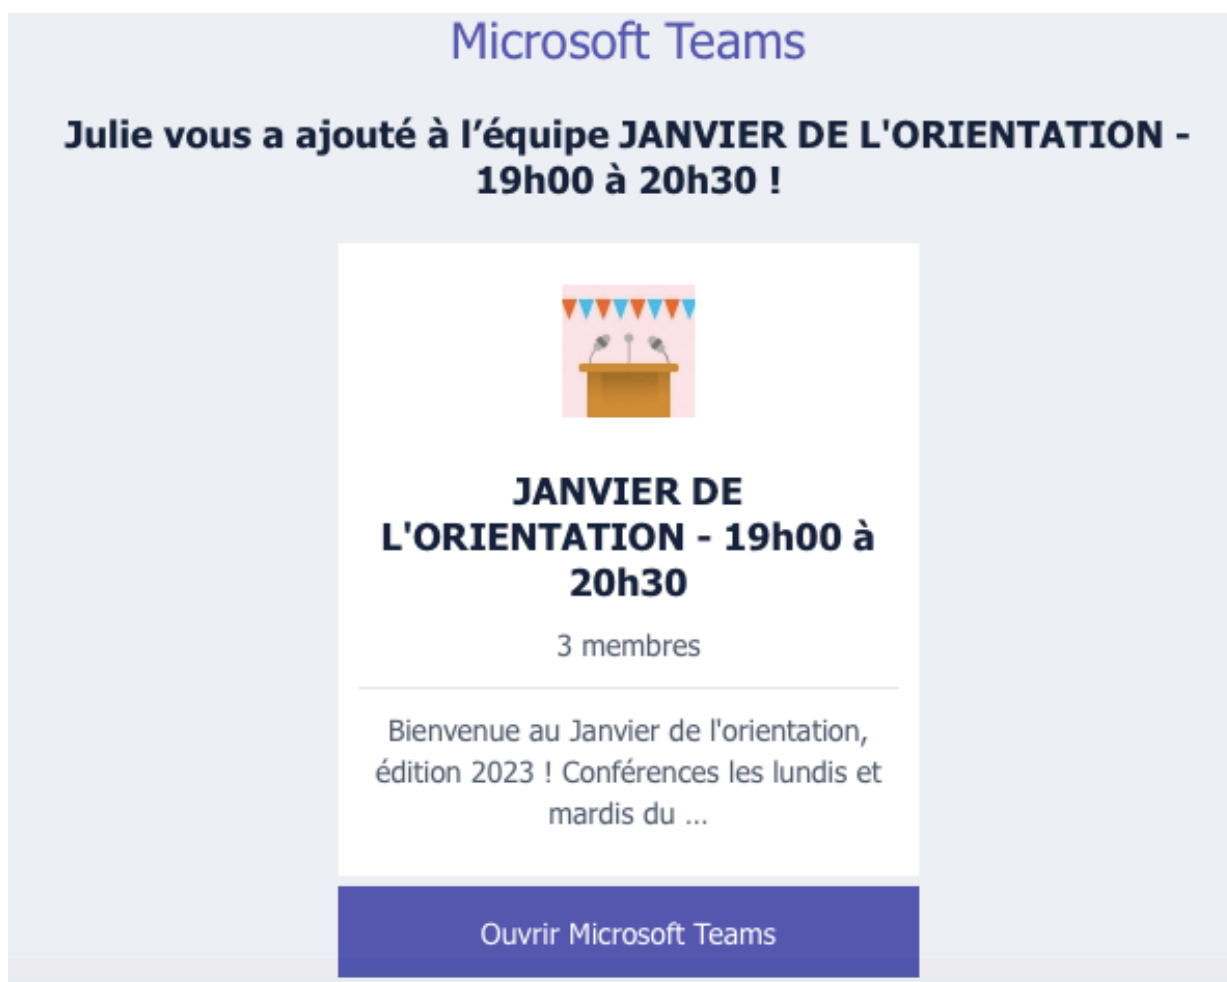 Microsoft Teams
Julie vous a ajouté à l’équipe JANVIER DE L'ORIENTATION -
19h00 à 20h30 !
JANVIER DE
L'ORIENTATION - 19h00 à
20h30
3 membres
Bienvenue au Janvier de l'orientation,
édition 2023 ! Conférences les lundis et
mardis du ...
Ouvrir Microsoft Teams